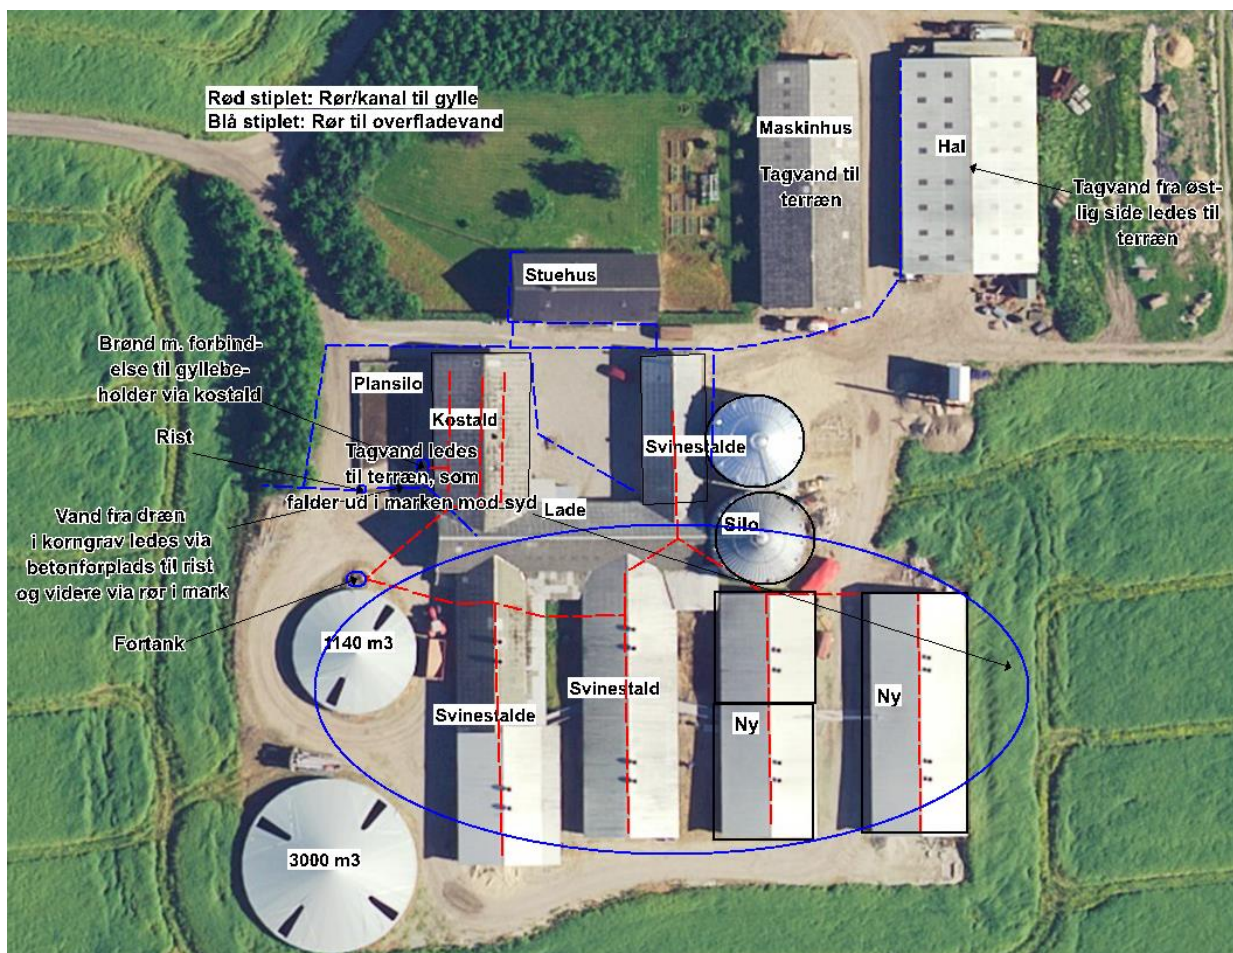 Rød stiplet: Rør/kanal til gylle
Blå stiplet: Rør til overfladevand
Maskinhus
Tagvand til
terræn
Hal
Tagvand fra øst-
lig side ledes til
terræn
Stuehus
Brønd m. forbind-
else til gyllebe-
holder via kostald
Plansilo
Kostald
Rist
Svinestalde
Tagvand ledes
til terræn, som
falder ud i marken mod syd
Lade
Silo
Vand fra dræn
i korngrav ledes via
betonforplads til rist
og videre via rør i mark
Fortank
1140 m3
Svinestalde
Svinestald
Ny
Ny
3000 m3